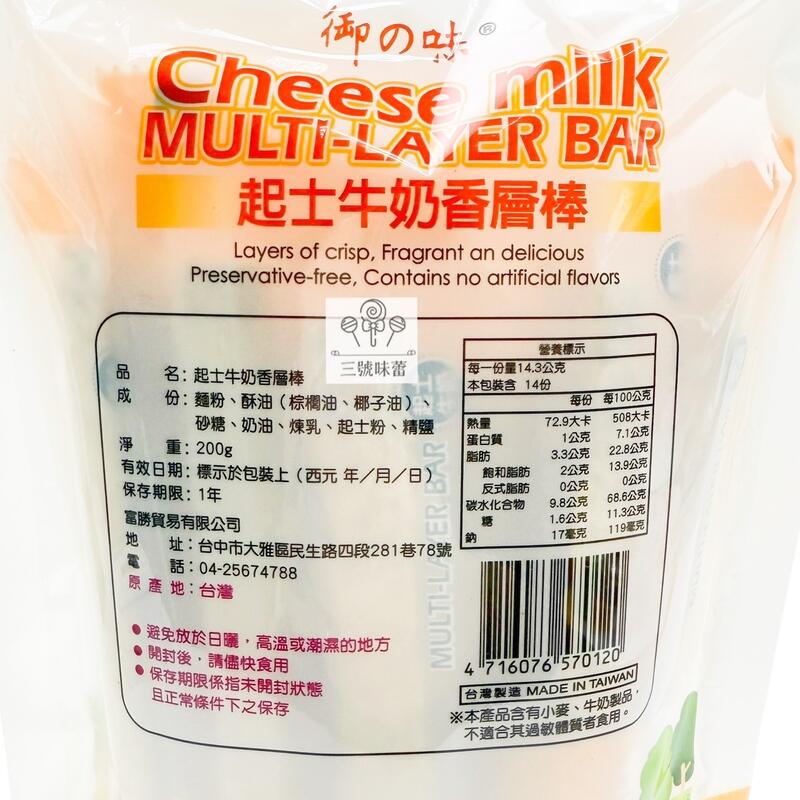 御の味®
Cheese milk
MULTI-LAYER BAR
起士牛奶香層棒
Layers of crisp, Fragrant an delicious
Preservative-free, Contains no artificial flavors
三號味蕾
品　名：起士牛奶香層棒
成　份：麵粉、酥油（棕櫚油、椰子油）、
砂糖、奶油、煉乳、起士粉、精鹽
淨　重：200g
有效日期：標示於包裝上（西元 年／月／日）
保存期限：1年
富勝貿易有限公司
地　址：台中市大雅區民生路四段281巷78號
電　話：04-25674788
原 產 地：台灣
● 避免放於日曬，高溫或潮濕的地方
● 開封後，請儘快食用
● 保存期限係指未開封狀態
且正常條件下之保存
營養標示
每一份量14.3公克
本包裝含 14份
每份 每100公克
熱量 72.9大卡 508大卡
蛋白質 1公克 7.1公克
脂肪 3.3公克 22.8公克
飽和脂肪 2公克 13.9公克
反式脂肪 0公克 0公克
碳水化合物 9.8公克 68.6公克
糖 1.6公克 11.3公克
鈉 17毫克 119毫克
MULTI-LAYER BAR
4 716076 570120
台灣製造 MADE IN TAIWAN
※本產品含有小麥、牛奶製品，
不適合其過敏體質者食用。